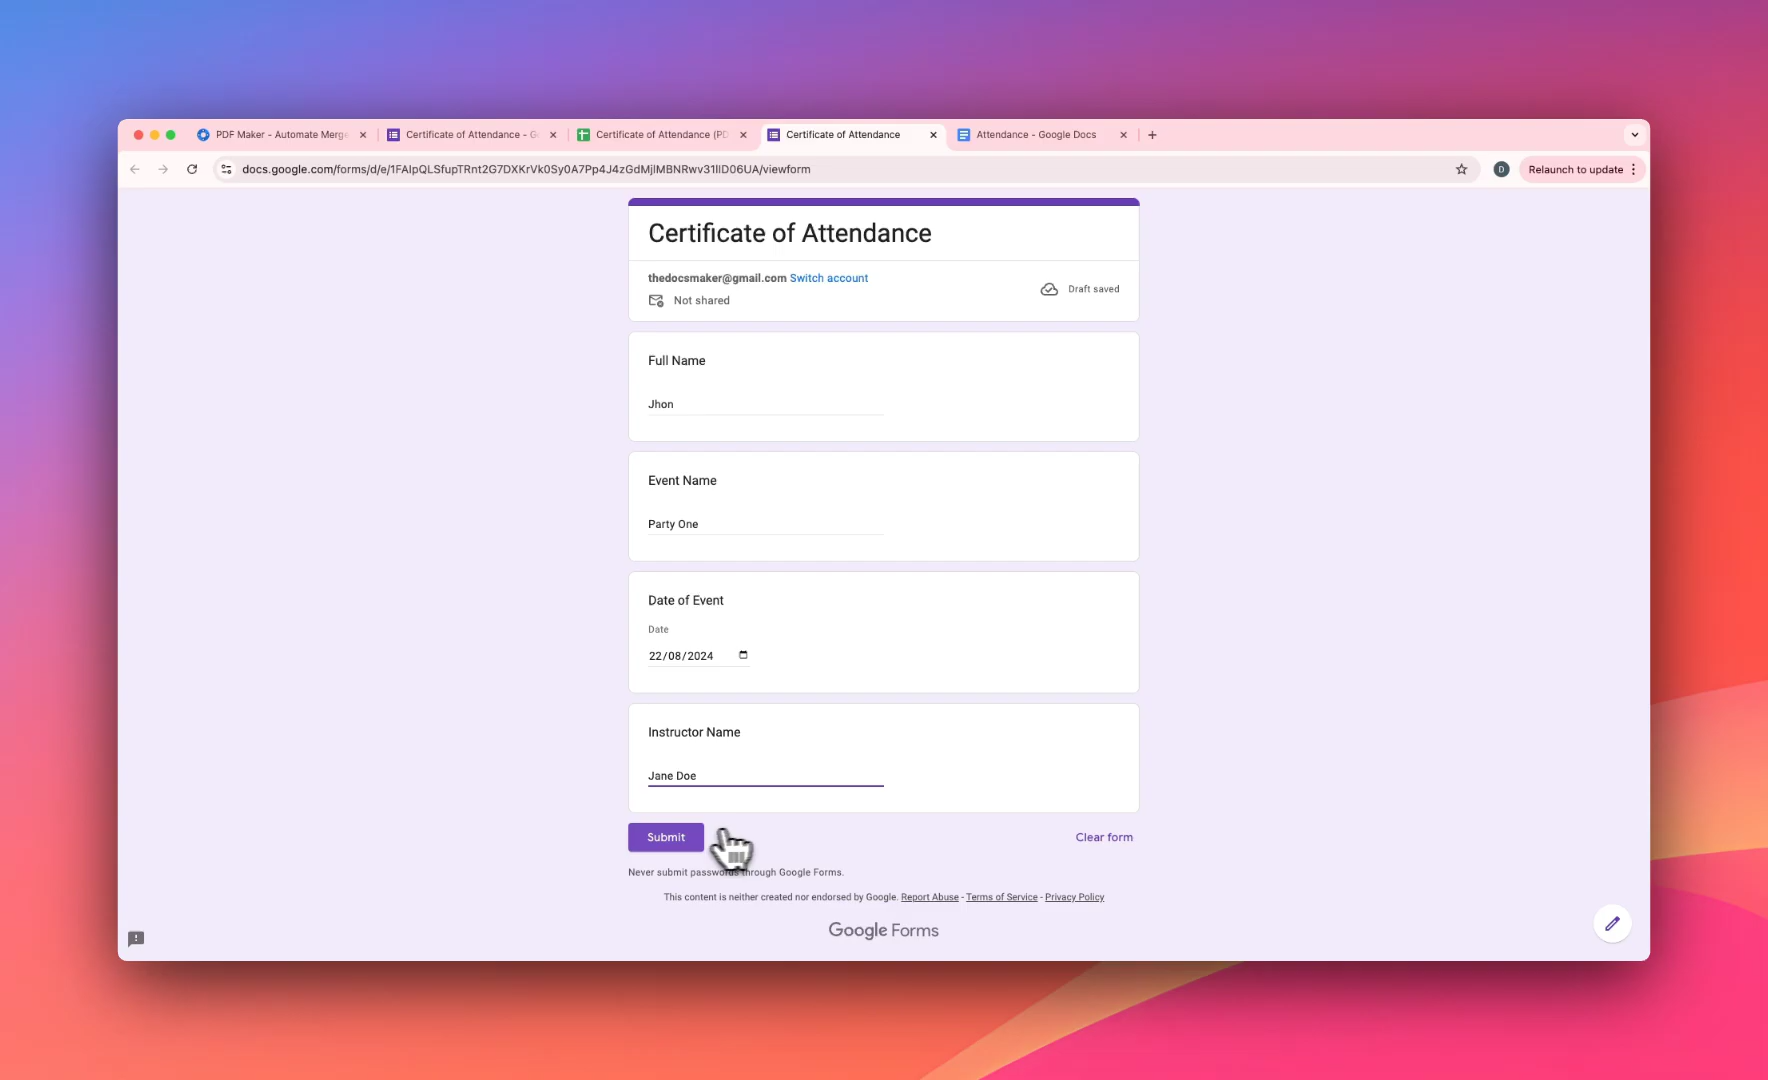 PDF Maker - Automate Merg
Certificate of Attendance - G
Certificate of Attendance (PD
Certificate of Attendance
Attendance - Google Docs
docs.google.com/forms/d/e/1FAIpQLSfupTRnt2G7DXKrVk0Sy0A7Pp4J4zGdMjlMBNRwv31lID06UA/viewform
D
Relaunch to update
Certificate of Attendance
thedocsmaker@gmail.com Switch account
Not shared
Draft saved
Full Name
Jhon
Event Name
Party One
Date of Event
Date
22/08/2024
Instructor Name
Jane Doe
Submit
Clear form
Never submit passwords through Google Forms.
This content is neither created nor endorsed by Google. Report Abuse - Terms of Service - Privacy Policy
Google Forms